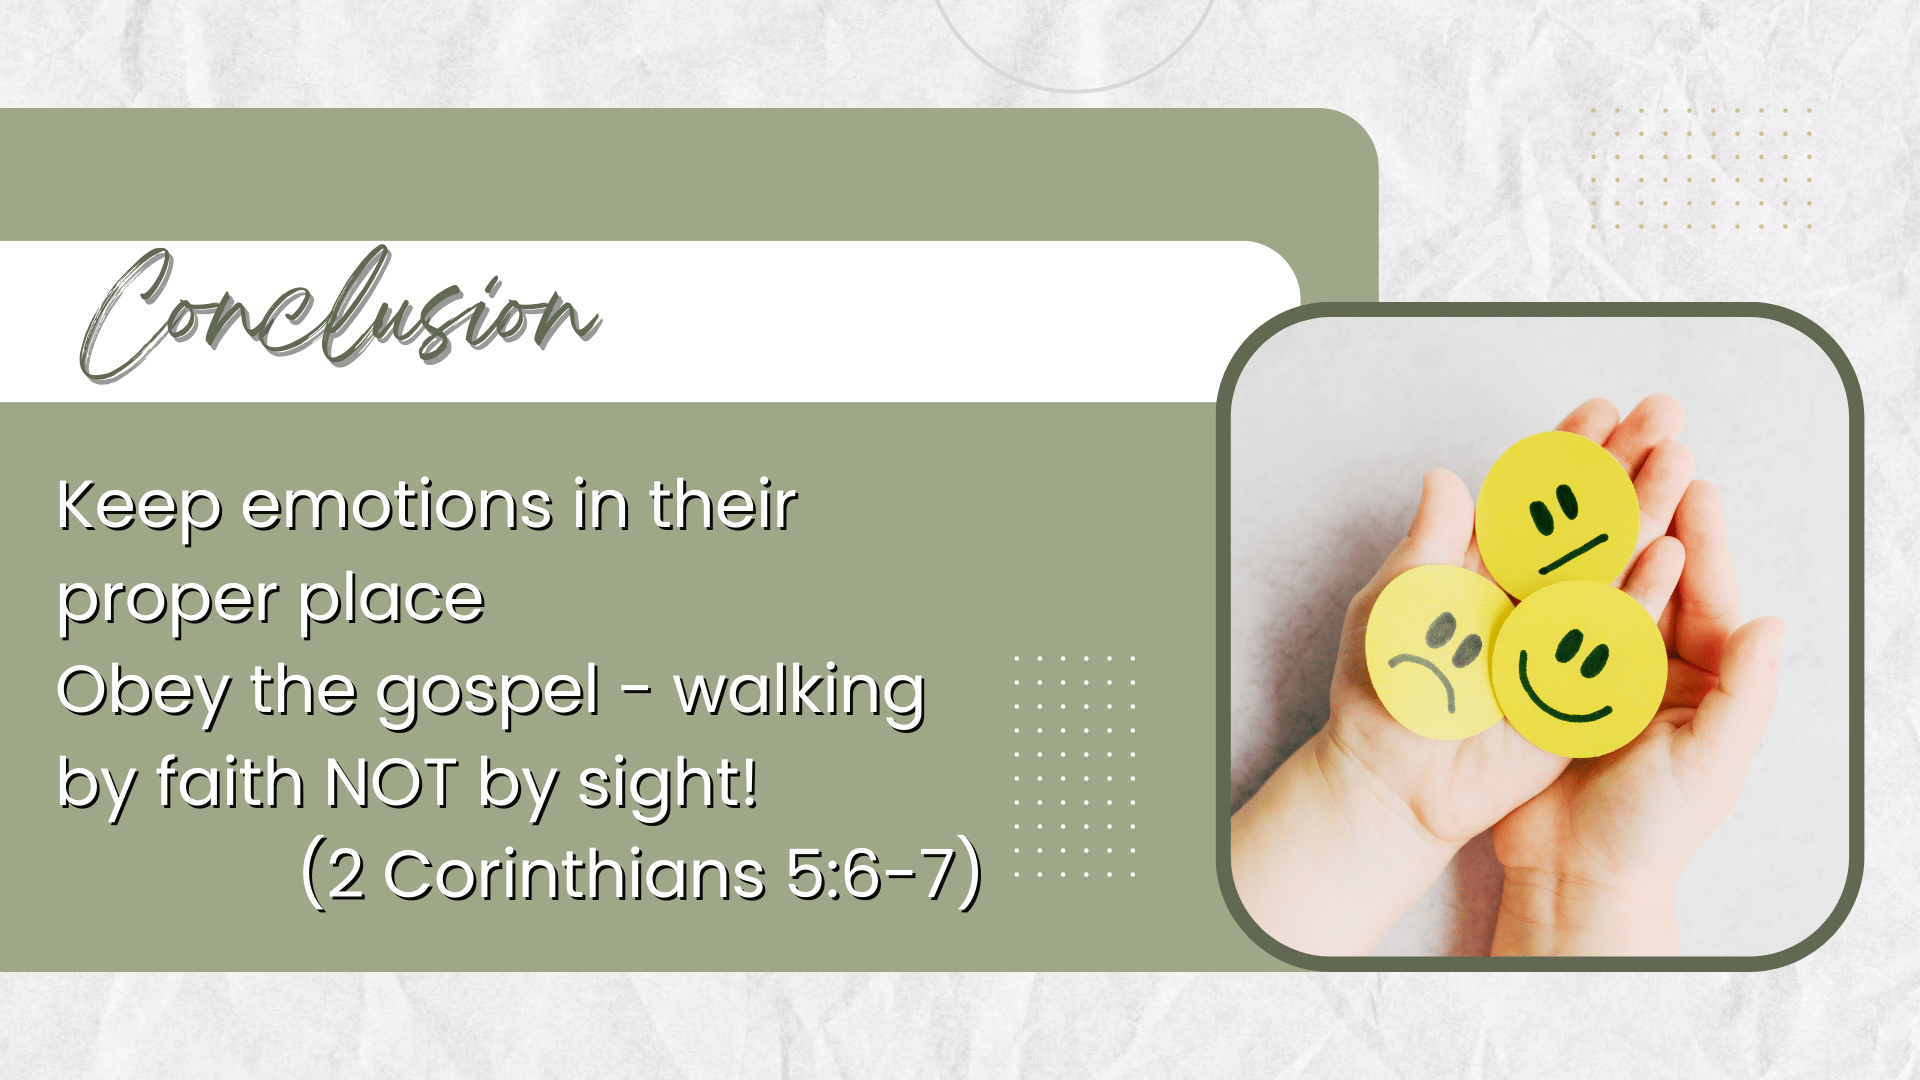 Conclusion
Keep emotions in their
proper place
Obey the gospel - walking
by faith NOT by sight!
(2 Corinthians 5:6-7)